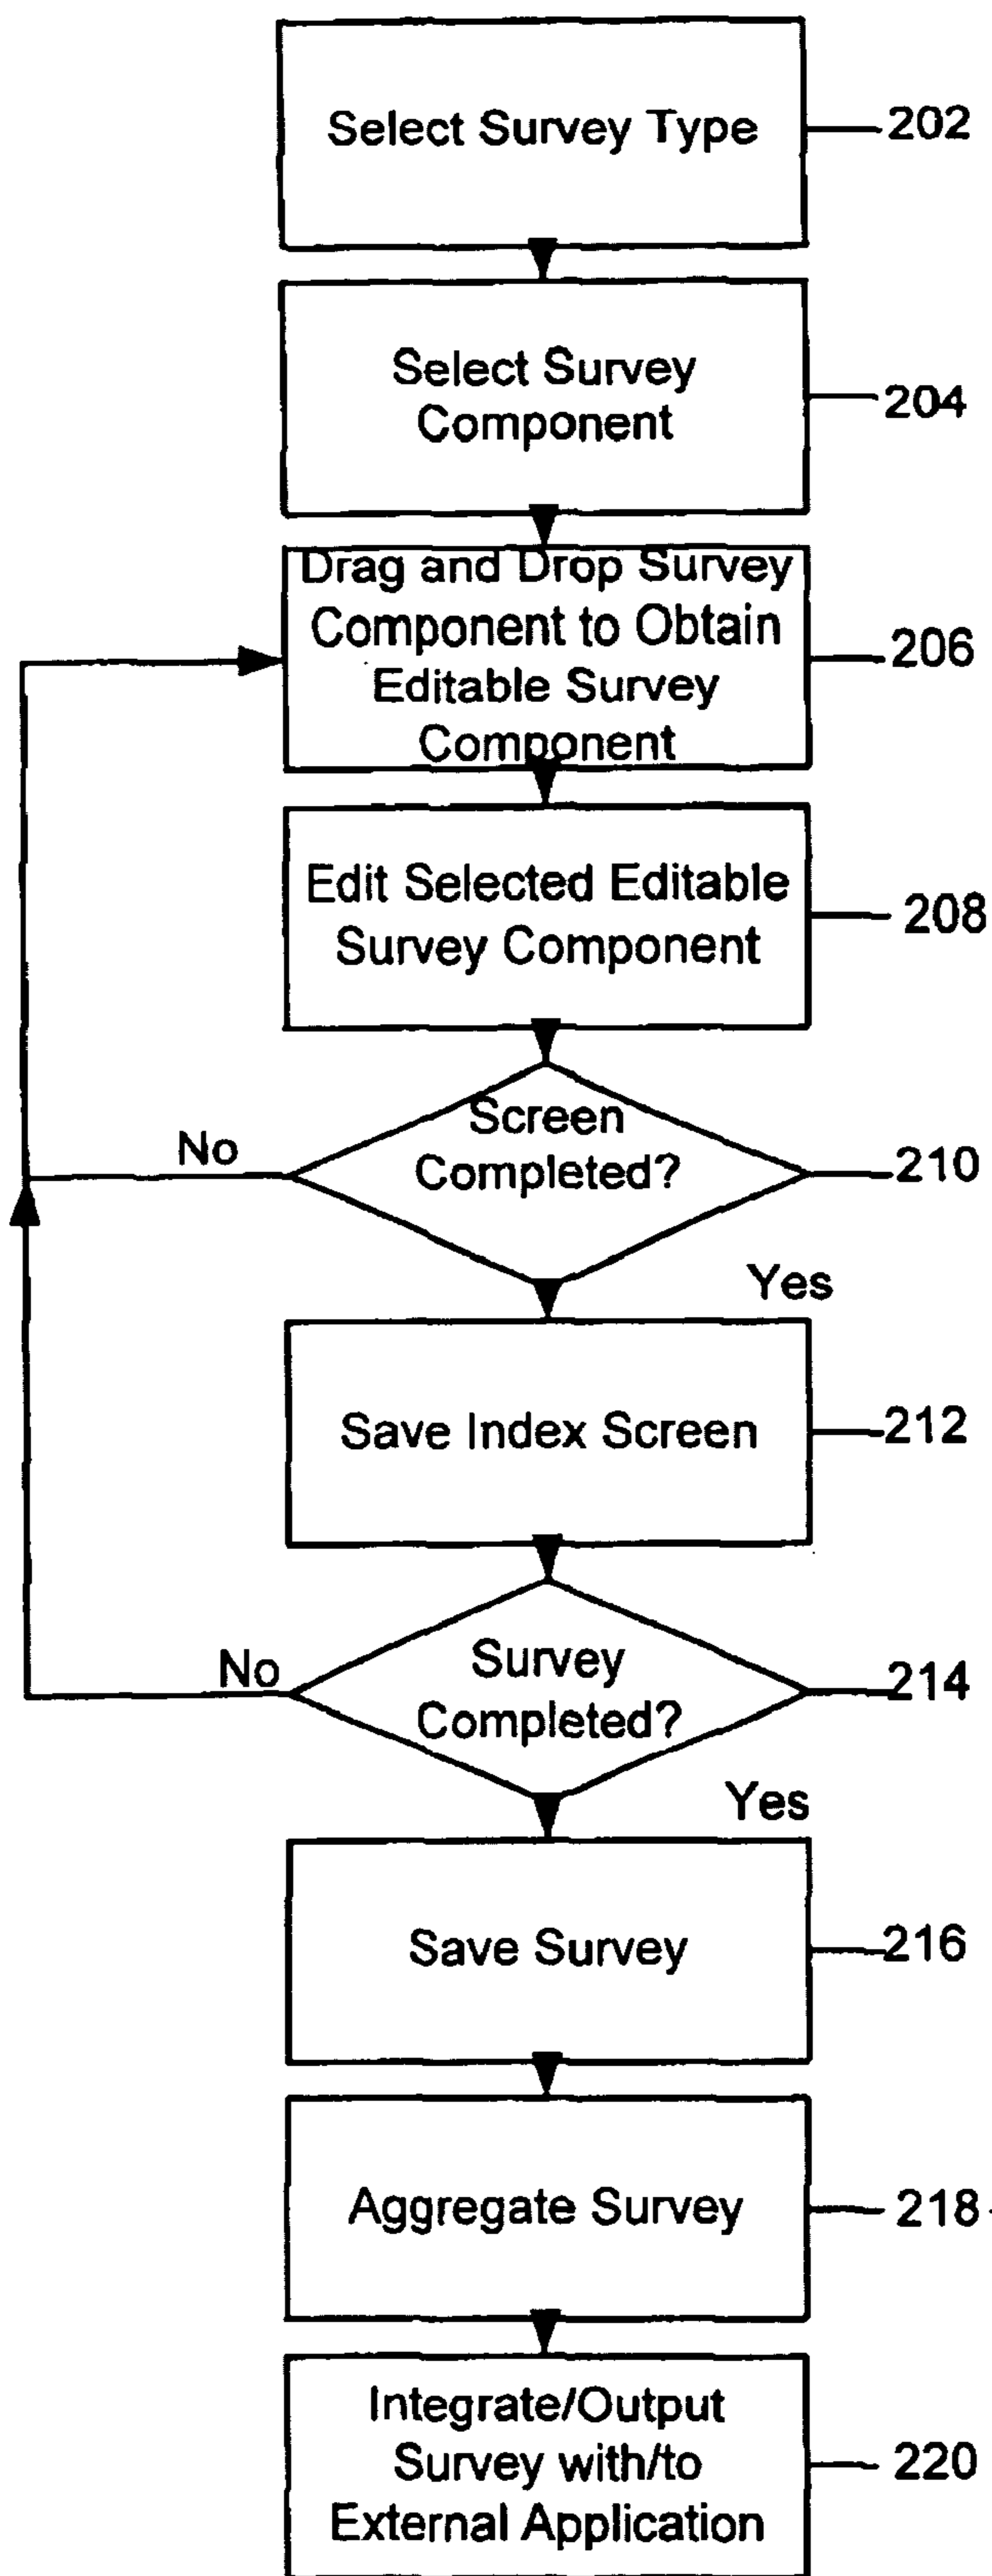 Select Survey Type
202
Select Survey
Component
204
Drag and Drop Survey
Component to Obtain
Editable Survey
Component
206
Edit Selected Editable
Survey Component
208
Screen
Completed?
No
210
Yes
Save Index Screen
212
Survey
Completed?
No
214
Yes
Save Survey
216
Aggregate Survey
218
Integrate/Output
Survey with/to
External Application
220